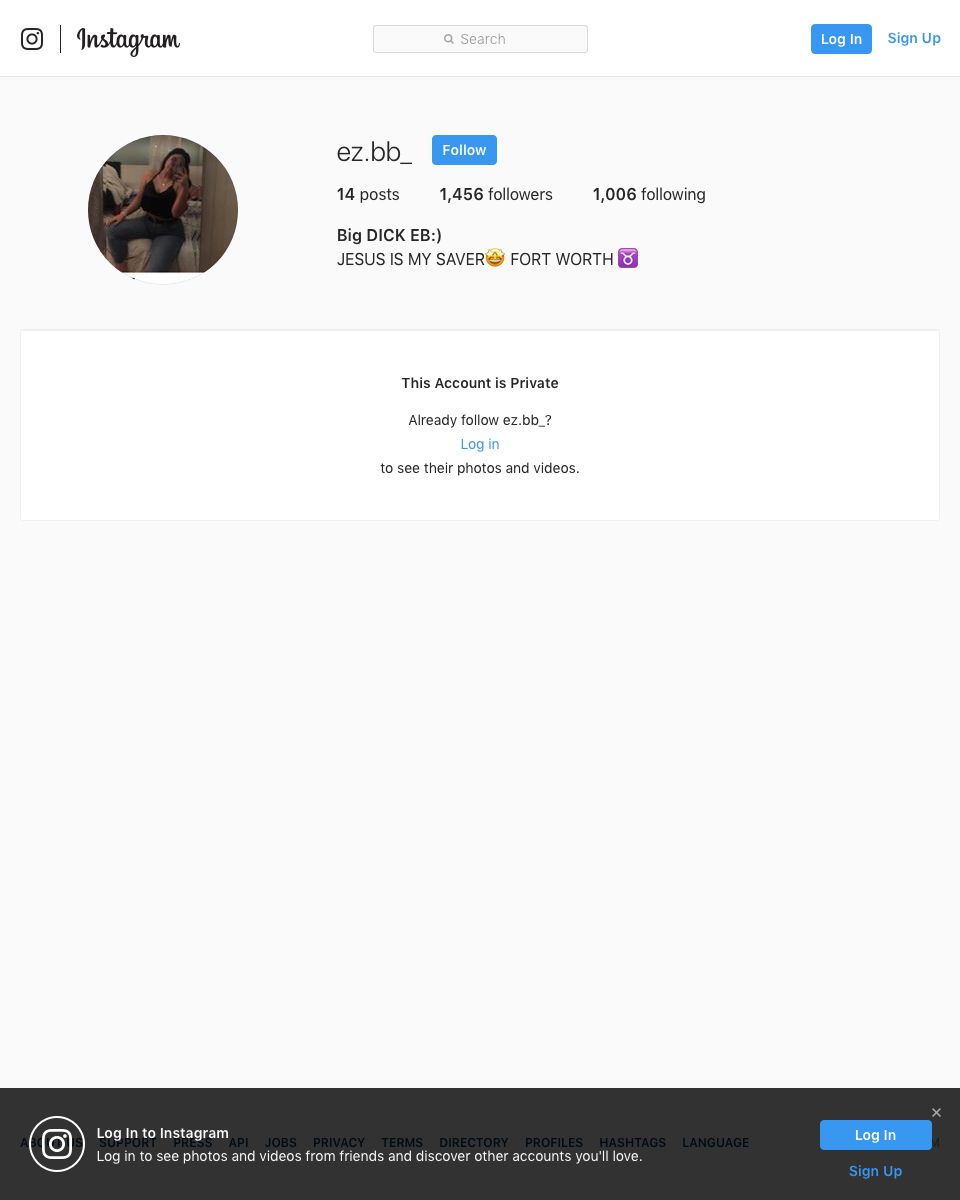 Instagram
Search
Log In
Sign Up
ez.bb_
Follow
14 posts
1,456 followers
1,006 following
Big DICK EB:)
JESUS IS MY SAVER🤩 FORT WORTH ♉
This Account is Private
Already follow ez.bb_?
Log in
to see their photos and videos.
SUPPORT PRESS API JOBS PRIVACY TERMS DIRECTORY PROFILES HASHTAGS LANGUAGE
Log In to Instagram
Log in to see photos and videos from friends and discover other accounts you'll love.
Log In
Sign Up